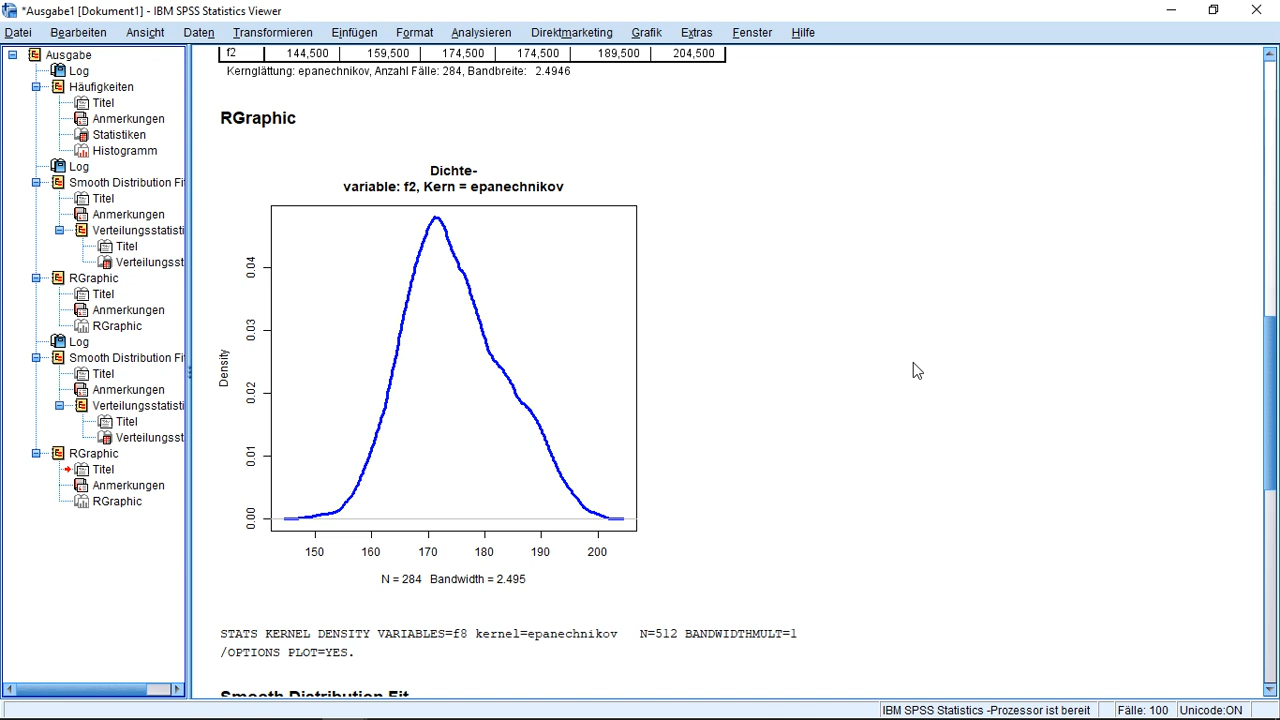 *Ausgabe1 [Dokument1] - IBM SPSS Statistics Viewer
Datei Bearbeiten Ansicht Daten Transformieren Einfügen Format Analysieren Direktmarketing Grafik Extras Fenster Hilfe
Ausgabe
Log
Häufigkeiten
Titel
Anmerkungen
Statistiken
Histogramm
Log
Smooth Distribution Fi
Titel
Anmerkungen
Verteilungsstatisti
Titel
Verteilungsst
RGraphic
Titel
Anmerkungen
RGraphic
Log
Smooth Distribution Fi
Titel
Anmerkungen
Verteilungsstatisti
Titel
Verteilungsst
RGraphic
Titel
Anmerkungen
RGraphic
f2 144,500 159,500 174,500 174,500 189,500 204,500
Kernglättung: epanechnikov, Anzahl Fälle: 284, Bandbreite: 2.4946
RGraphic
Dichte-
variable: f2, Kern = epanechnikov
Density
0.04
0.03
0.02
0.01
0.00
150 160 170 180 190 200
N = 284 Bandwidth = 2.495
STATS KERNEL DENSITY VARIABLES=f8 kernel=epanechnikov N=512 BANDWIDTHMULT=1
/OPTIONS PLOT=YES.
Smooth Distribution Fit
IBM SPSS Statistics -Prozessor ist bereit Fälle: 100 Unicode:ON